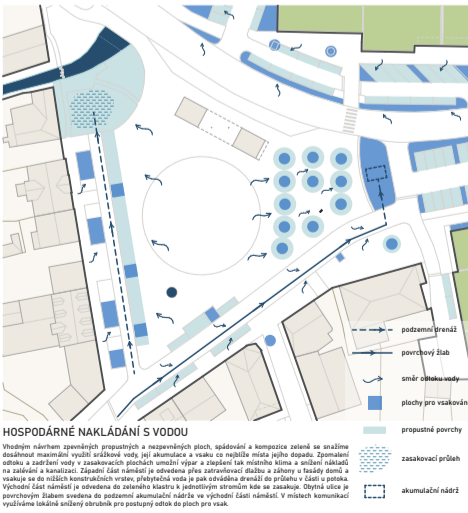 podzemní drenáž
povrchový žlab
směr odtoku vody
plochy pro vsakován
propustné povrchy
zasakovací průleh
akumulační nádrž
HOSPODÁRNÉ NAKLÁDÁNÍ S VODOU
Vhodným návrhem zpevněných propustných a nezpevněných ploch, spádování a kompozice zeleně se snažíme
dosáhnout maximální využití srážkové vody, její akumulace a vsaku co nejblíže místa jejího dopadu. Zpomalení
odtoku a zadržení vody v zasakovacích plochách umožní výpar a zlepšení tak místního klima a snížení nákladů
na zalévání a kanalizaci. Západní část náměstí je odvedena přes zatravňovací dlažbu a záhony u fasády domů a
vsakuje se do nižších konstrukčních vrstev, přebytečná voda je pak odváděna drenáží do průlehu v části u potoka.
Východní část náměstí je odvedena do zeleného klastru k jednotlivým stromům kde se zasakuje. Obytná ulice je
povrchovým žlabem svedena do podzemní akumulační nádrže ve východní části náměstí. V místech komunikací
využíváme lokálně snížený obrubník pro postupný odtok do ploch pro vsak.